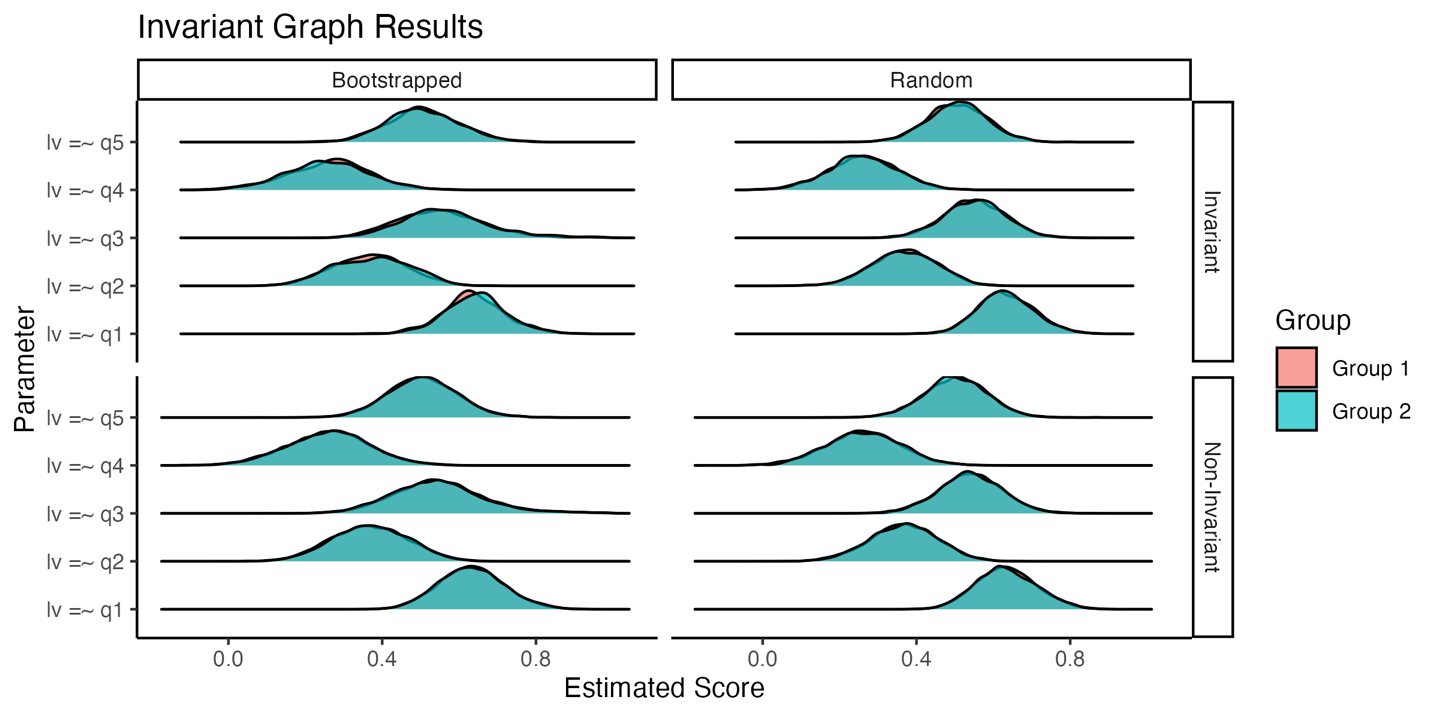 Invariant Graph Results
Bootstrapped
Random
lv =~ q5
lv =~ q4
lv =~ q3
lv =~ q2
lv =~ q1
Invariant
lv =~ q5
lv =~ q4
lv =~ q3
lv =~ q2
lv =~ q1
Non-Invariant
Parameter
0.0 0.4 0.8
0.0 0.4 0.8
Estimated Score
Group
Group 1
Group 2